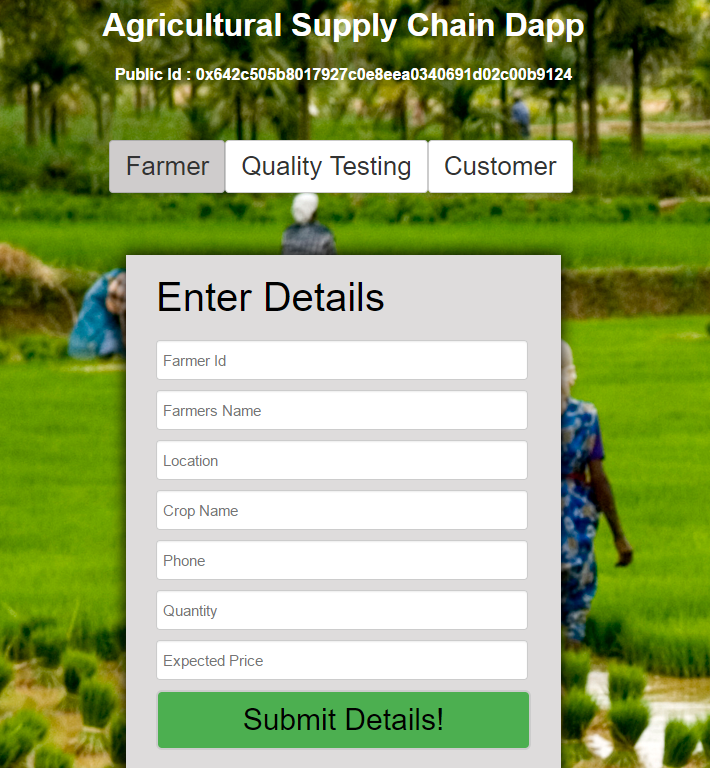 Agricultural Supply Chain Dapp
Public Id : 0x642c505b8017927c0e8eea0340691d02c00b9124
Farmer Quality Testing Customer
Enter Details
Farmer Id
Farmers Name
Location
Crop Name
Phone
Quantity
Expected Price
Submit Details!